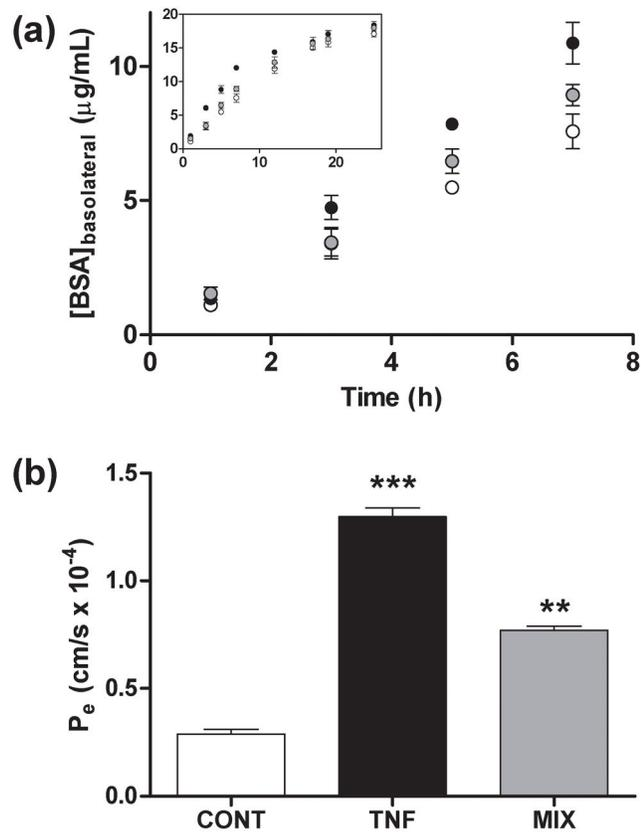 (a)
[BSA]basolateral (µg/mL)
10
5
0
0 2 4 6 8
Time (h)
20
15
10
5
0
0 10 20
(b)
Pe (cm/s x 10-4)
1.5
1.0
0.5
0.0
***
**
CONT TNF MIX